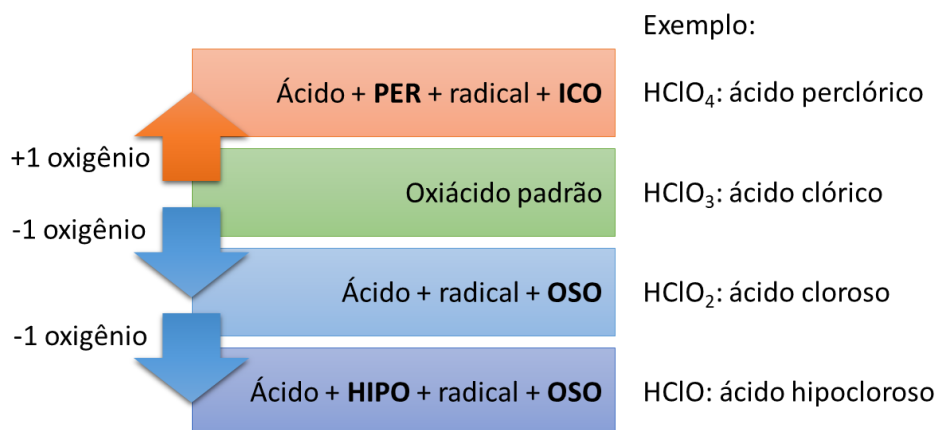 Exemplo:
Ácido + PER + radical + ICO
HClO₄: ácido perclórico
+1 oxigênio
Oxiácido padrão
HClO₃: ácido clórico
-1 oxigênio
Ácido + radical + OSO
HClO₂: ácido cloroso
-1 oxigênio
Ácido + HIPO + radical + OSO
HClO: ácido hipocloroso